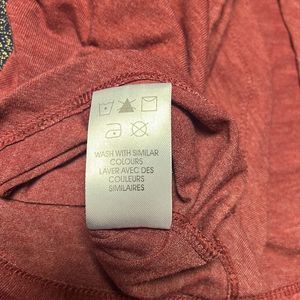 WASH WITH SIMILAR
COLOURS
LAVER AVEC DES
COULEURS
SIMILAIRES